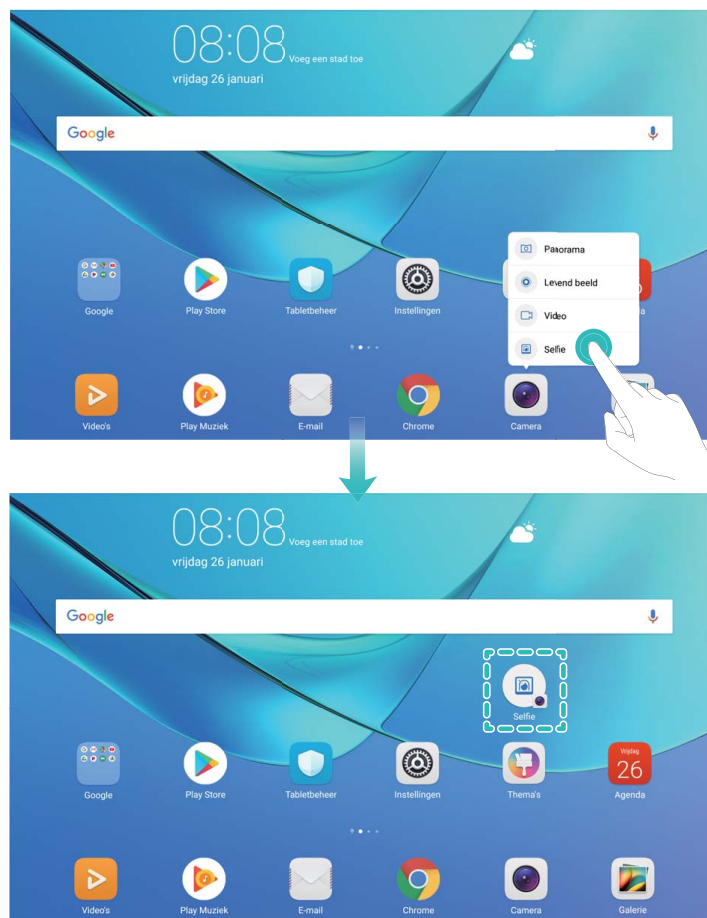 08:08 Voeg een stad toe
vrijdag 26 januari
Google
Panorama
Levend beeld
Video
Selfie
Google
Play Store
Tabletbeheer
Instellingen
Video's
Play Muziek
E-mail
Chrome
Camera
08:08 Voeg een stad toe
vrijdag 26 januari
Google
Selfie
Vrijdag
26
Google
Play Store
Tabletbeheer
Instellingen
Thema's
Agenda
Video's
Play Muziek
E-mail
Chrome
Camera
Galerie